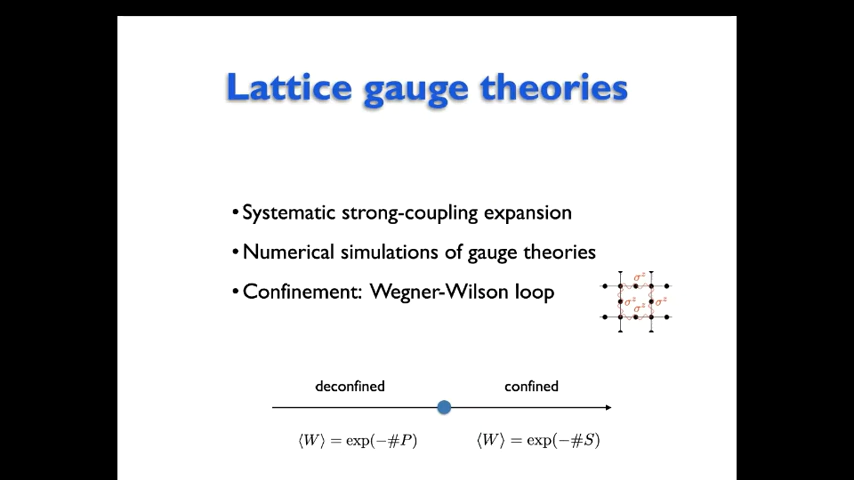 Lattice gauge theories
•Systematic strong-coupling expansion
•Numerical simulations of gauge theories
•Confinement: Wegner-Wilson loop
σᶻ
σᶻ σᶻ
σᶻ
deconfined confined
⟨W⟩ = exp(−#P) ⟨W⟩ = exp(−#S)